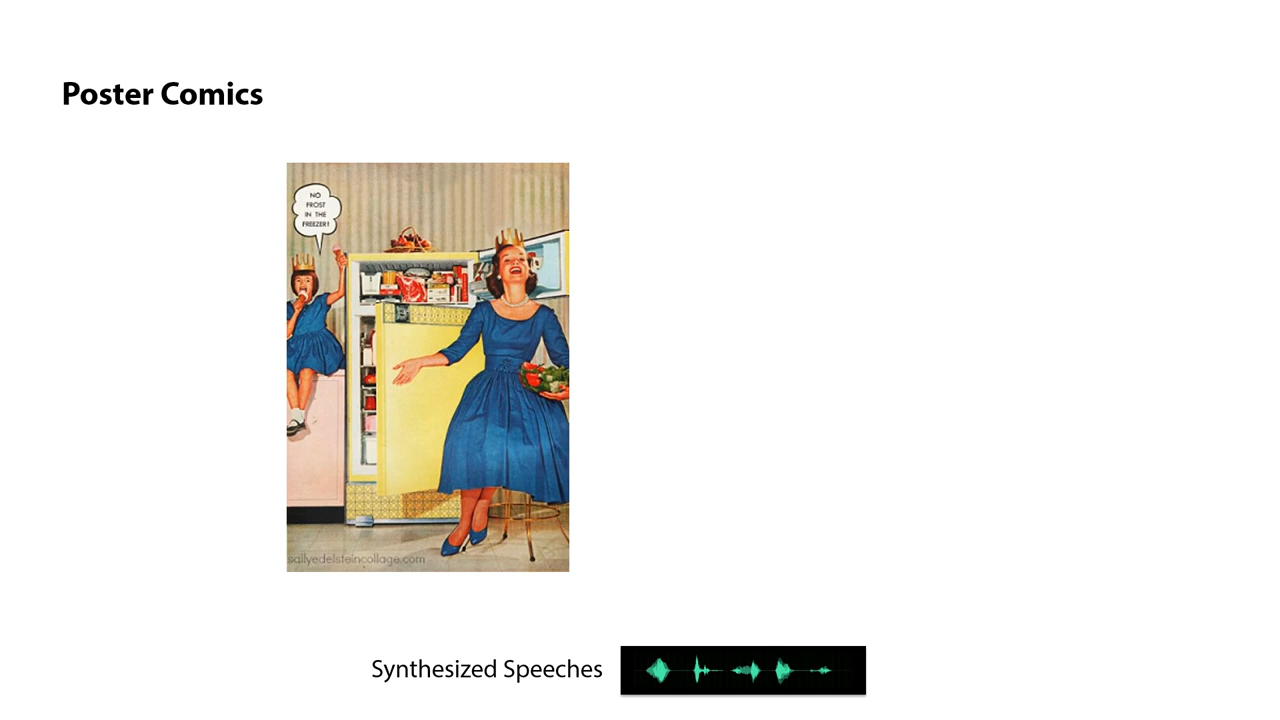 Poster Comics
NO
FROST
IN THE
FREEZER!
sallyedelsteincollage.com
Synthesized Speeches